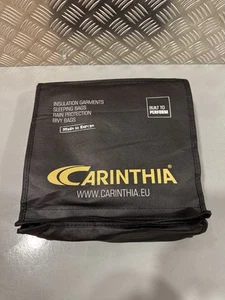 INSULATION GARMENTS
SLEEPING BAGS
RAIN PROTECTION
BIVY BAGS
Made in Europe
BUILT TO
PERFORM
CARINTHIA®
WWW.CARINTHIA.EU